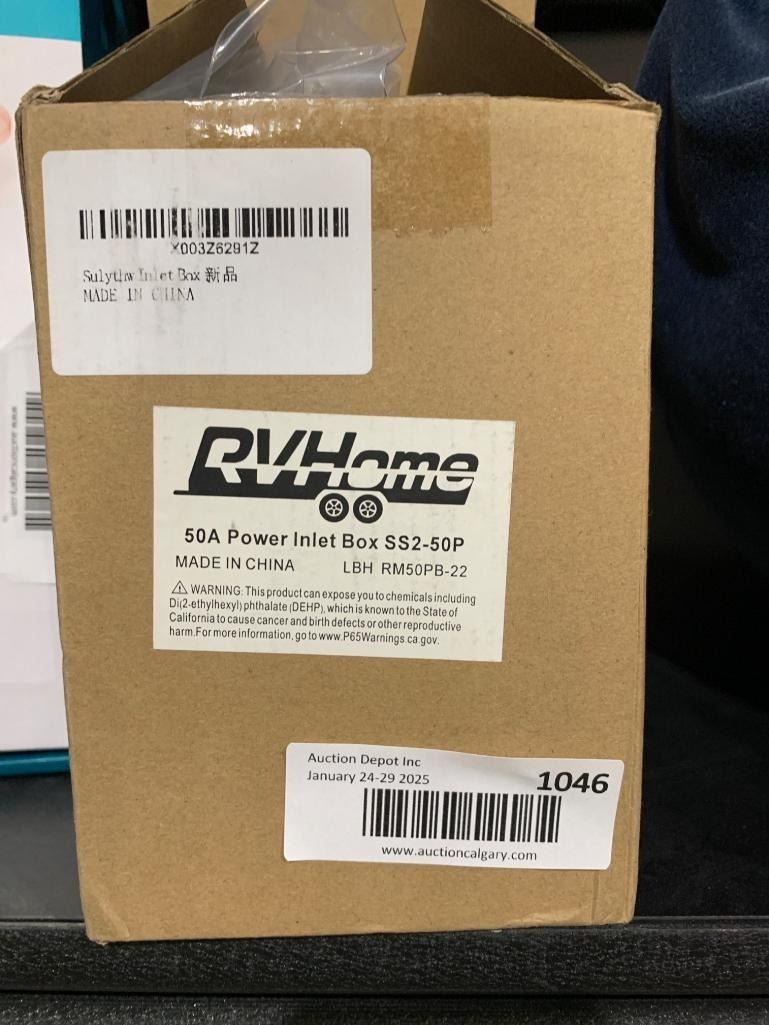 X003Z6291Z
Sulythw Inlet Box 新品
MADE IN CHINA
RVHome
50A Power Inlet Box SS2-50P
MADE IN CHINA LBH RM50PB-22
⚠ WARNING: This product can expose you to chemicals including
Di(2-ethylhexyl) phthalate (DEHP), which is known to the State of
California to cause cancer and birth defects or other reproductive
harm.For more information, go to www.P65Warnings.ca.gov.
Auction Depot Inc
January 24-29 2025
1046
www.auctioncalgary.com
www.auctioncalgary.com